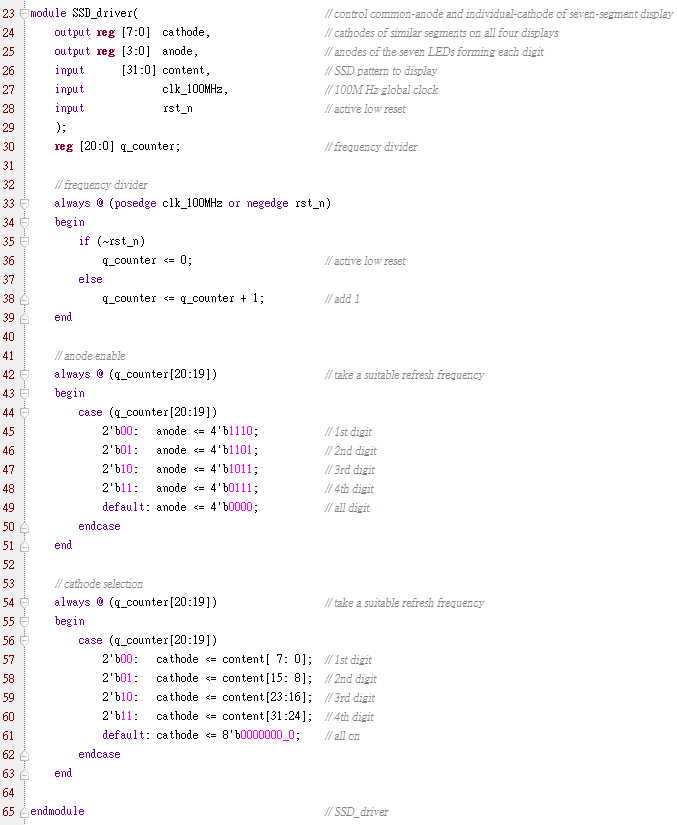 23 module SSD_driver( // control common-anode and individual-cathode of seven-segment display
24 output reg [7:0] cathode, // cathodes of similar segments on all four displays
25 output reg [3:0] anode, // anodes of the seven LEDs forming each digit
26 input [31:0] content, // SSD pattern to display
27 input clk_100MHz, // 100M Hz global clock
28 input rst_n // active low reset
29 );
30 reg [20:0] q_counter; // frequency divider
31
32 // frequency divider
33 always @ (posedge clk_100MHz or negedge rst_n)
34 begin
35 if (~rst_n)
36 q_counter <= 0; // active low reset
37 else
38 q_counter <= q_counter + 1; // add 1
39 end
40
41 // anode enable
42 always @ (q_counter[20:19]) // take a suitable refresh frequency
43 begin
44 case (q_counter[20:19])
45 2'b00: anode <= 4'b1110; // 1st digit
46 2'b01: anode <= 4'b1101; // 2nd digit
47 2'b10: anode <= 4'b1011; // 3rd digit
48 2'b11: anode <= 4'b0111; // 4th digit
49 default: anode <= 4'b0000; // all digit
50 endcase
51 end
52
53 // cathode selection
54 always @ (q_counter[20:19]) // take a suitable refresh frequency
55 begin
56 case (q_counter[20:19])
57 2'b00: cathode <= content[ 7: 0]; // 1st digit
58 2'b01: cathode <= content[15: 8]; // 2nd digit
59 2'b10: cathode <= content[23:16]; // 3rd digit
60 2'b11: cathode <= content[31:24]; // 4th digit
61 default: cathode <= 8'b0000000_0; // all on
62 endcase
63 end
64
65 endmodule // SSD_driver